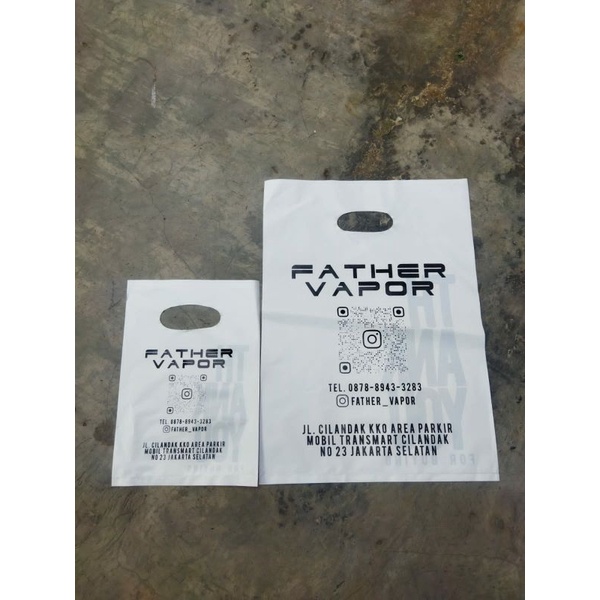 FATHER
VAPOR
TEL. 0878-8943-3283
FATHER_VAPOR
JL. CILANDAK KKO AREA PARKIR
MOBIL TRANSMART CILANDAK
NO 23 JAKARTA SELATAN
FATHER
VAPOR
TEL. 0878-8943-3283
FATHER_VAPOR
JL. CILANDAK KKO AREA PARKIR
MOBIL TRANSMART CILANDAK
NO 23 JAKARTA SELATAN